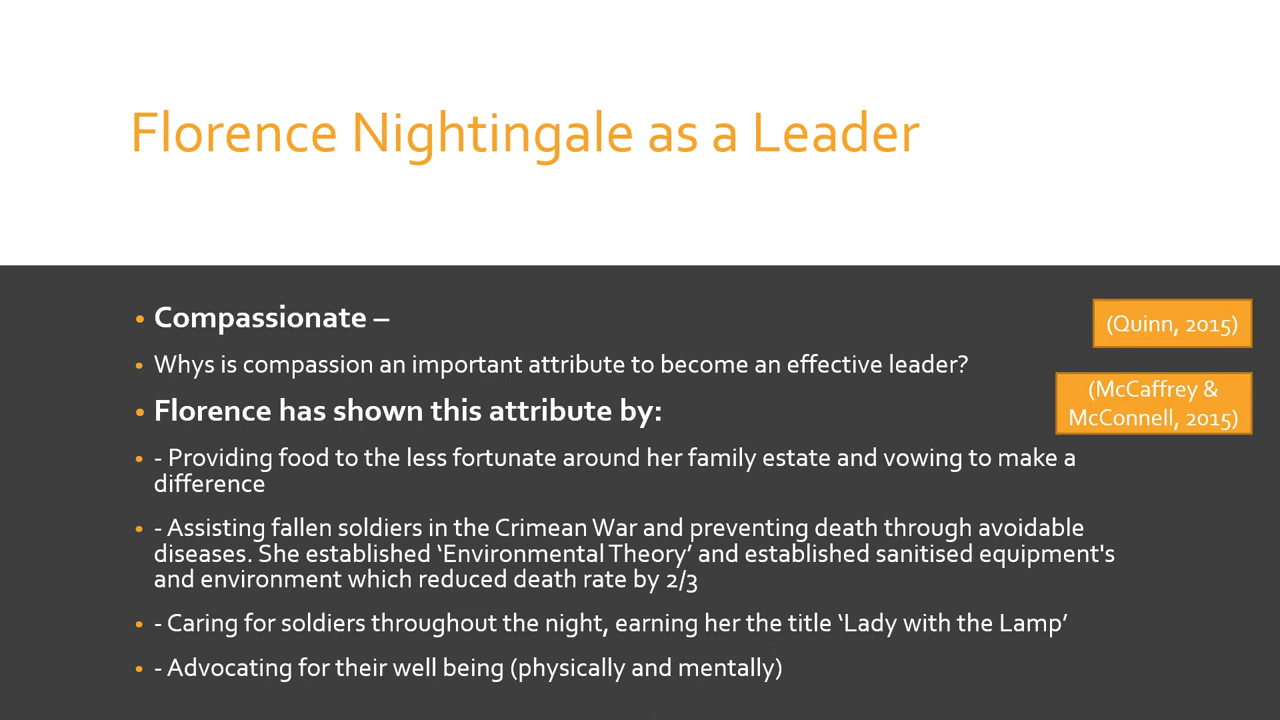 Florence Nightingale as a Leader
• Compassionate –
(Quinn, 2015)
• Whys is compassion an important attribute to become an effective leader?
(McCaffrey &
McConnell, 2015)
• Florence has shown this attribute by:
• - Providing food to the less fortunate around her family estate and vowing to make a
difference
• - Assisting fallen soldiers in the Crimean War and preventing death through avoidable
diseases. She established ‘Environmental Theory’ and established sanitised equipment's
and environment which reduced death rate by 2/3
• - Caring for soldiers throughout the night, earning her the title ‘Lady with the Lamp’
• - Advocating for their well being (physically and mentally)